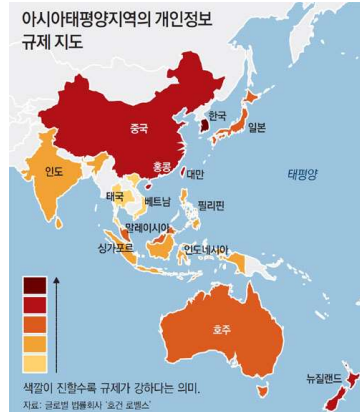 아시아태평양지역의 개인정보
규제 지도
중국
한국
일본
홍콩
대만
인도
태평양
태국
베트남
필리핀
말레이시아
싱가포르
인도네시아
호주
뉴질랜드
색깔이 진할수록 규제가 강하다는 의미.
자료: 글로벌 법률회사 '호건 로벨스'